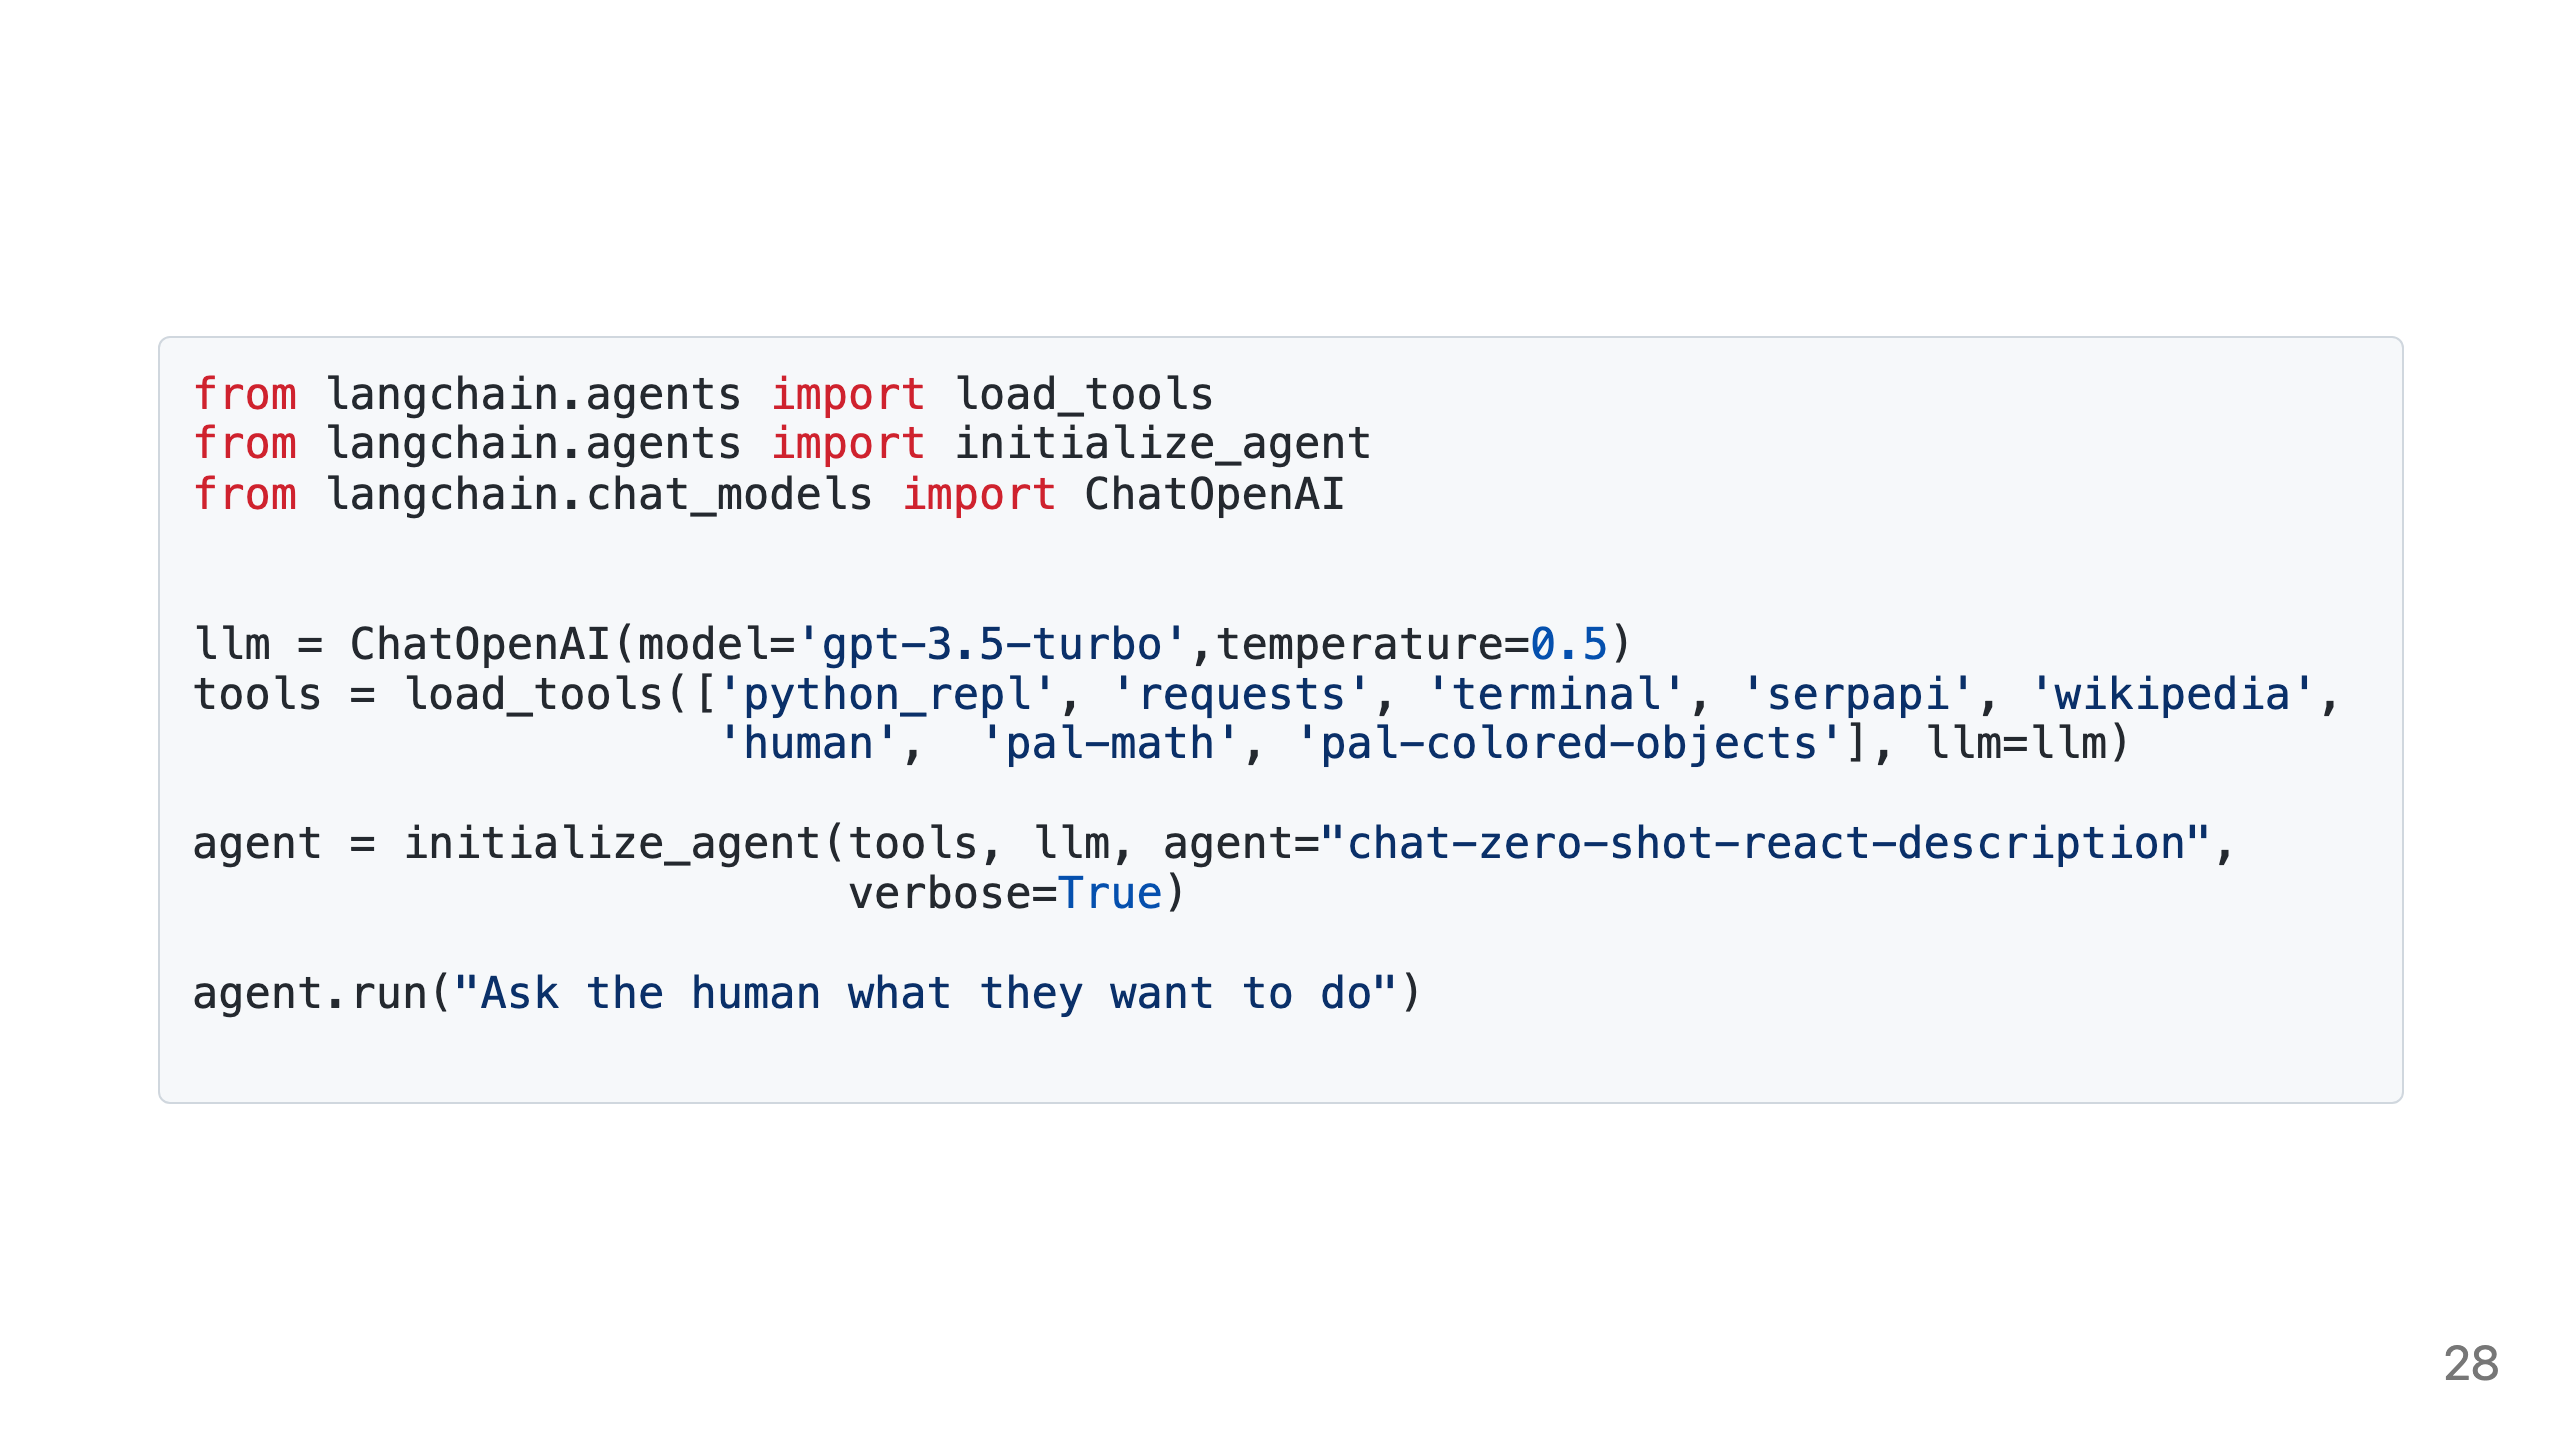 from langchain.agents import load_tools
from langchain.agents import initialize_agent
from langchain.chat_models import ChatOpenAI
llm = ChatOpenAI(model='gpt-3.5-turbo',temperature=0.5)
tools = load_tools(['python_repl', 'requests', 'terminal', 'serpapi', 'wikipedia',
'human',  'pal-math', 'pal-colored-objects'], llm=llm)
agent = initialize_agent(tools, llm, agent="chat-zero-shot-react-description",
verbose=True)
agent.run("Ask the human what they want to do")
28